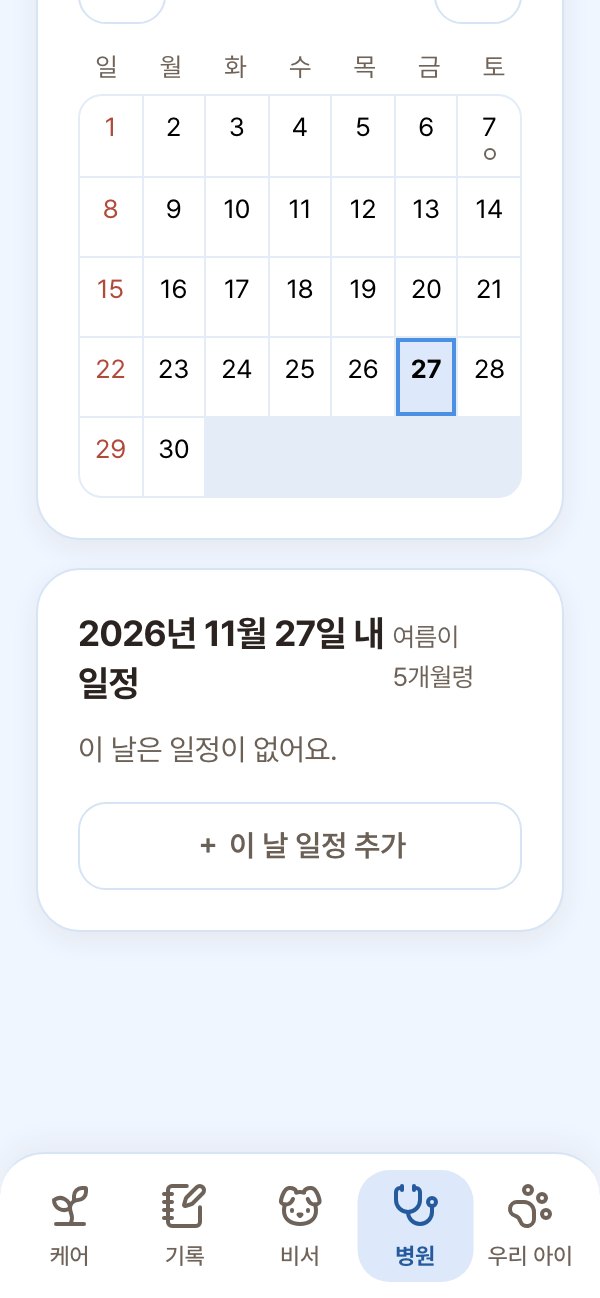 일 월 화 수 목 금 토
1 2 3 4 5 6 7
8 9 10 11 12 13 14
15 16 17 18 19 20 21
22 23 24 25 26 27 28
29 30
2026년 11월 27일 내 여름이
일정 5개월령
이 날은 일정이 없어요.
+ 이 날 일정 추가
케어 기록 비서 병원 우리 아이